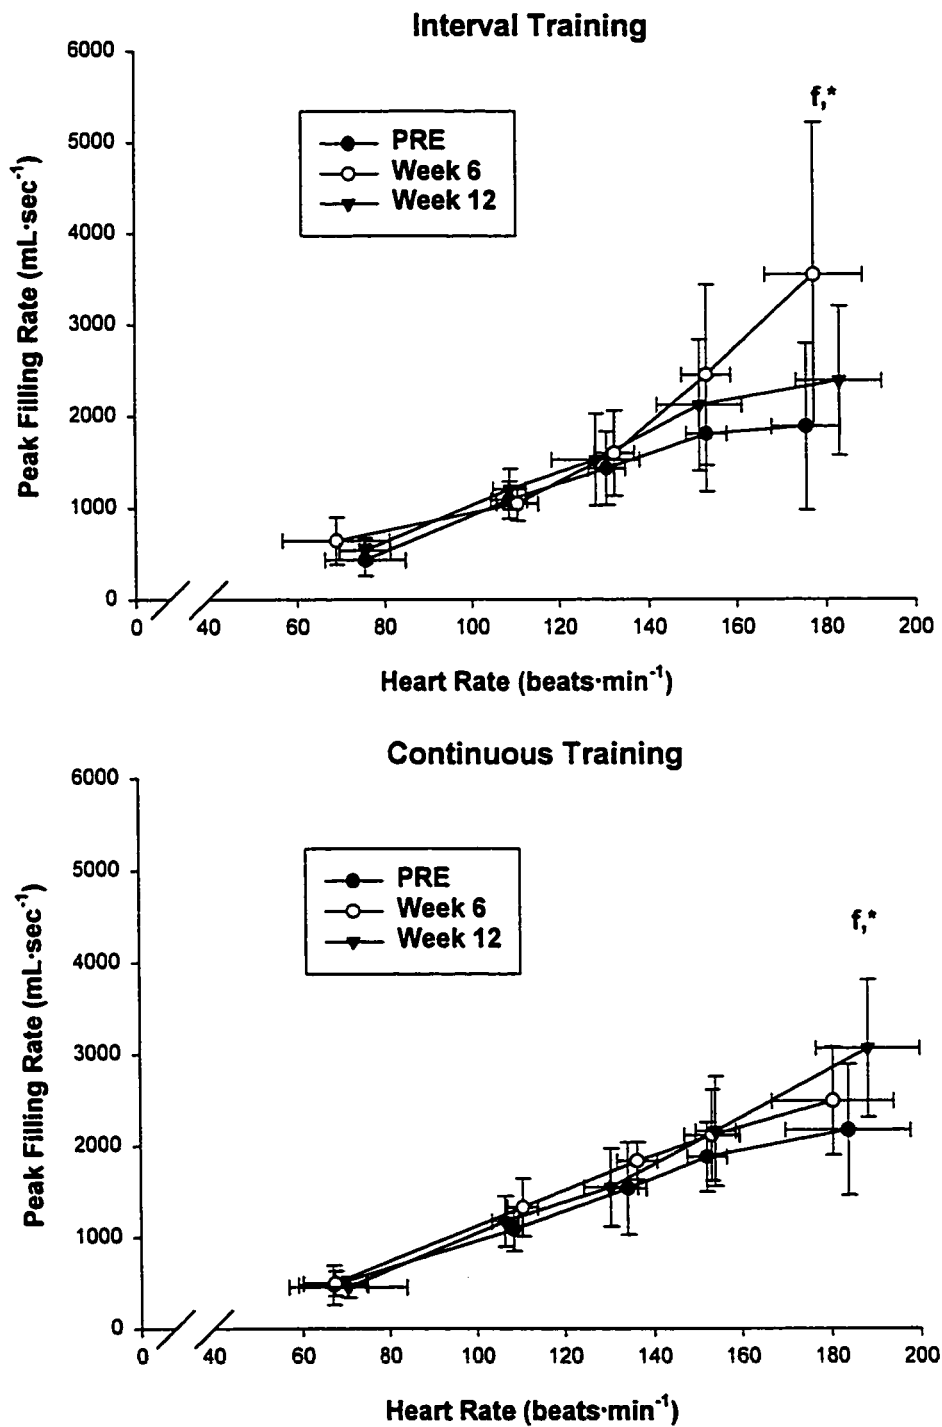 Interval Training
6000
5000
4000
3000
2000
1000
0
Peak Filling Rate (mL·sec⁻¹)
PRE
Week 6
Week 12
f,*
0 40 60 80 100 120 140 160 180 200
Heart Rate (beats·min⁻¹)
Continuous Training
6000
5000
4000
3000
2000
1000
0
Peak Filling Rate (mL·sec⁻¹)
PRE
Week 6
Week 12
f,*
0 40 60 80 100 120 140 160 180 200
Heart Rate (beats·min⁻¹)